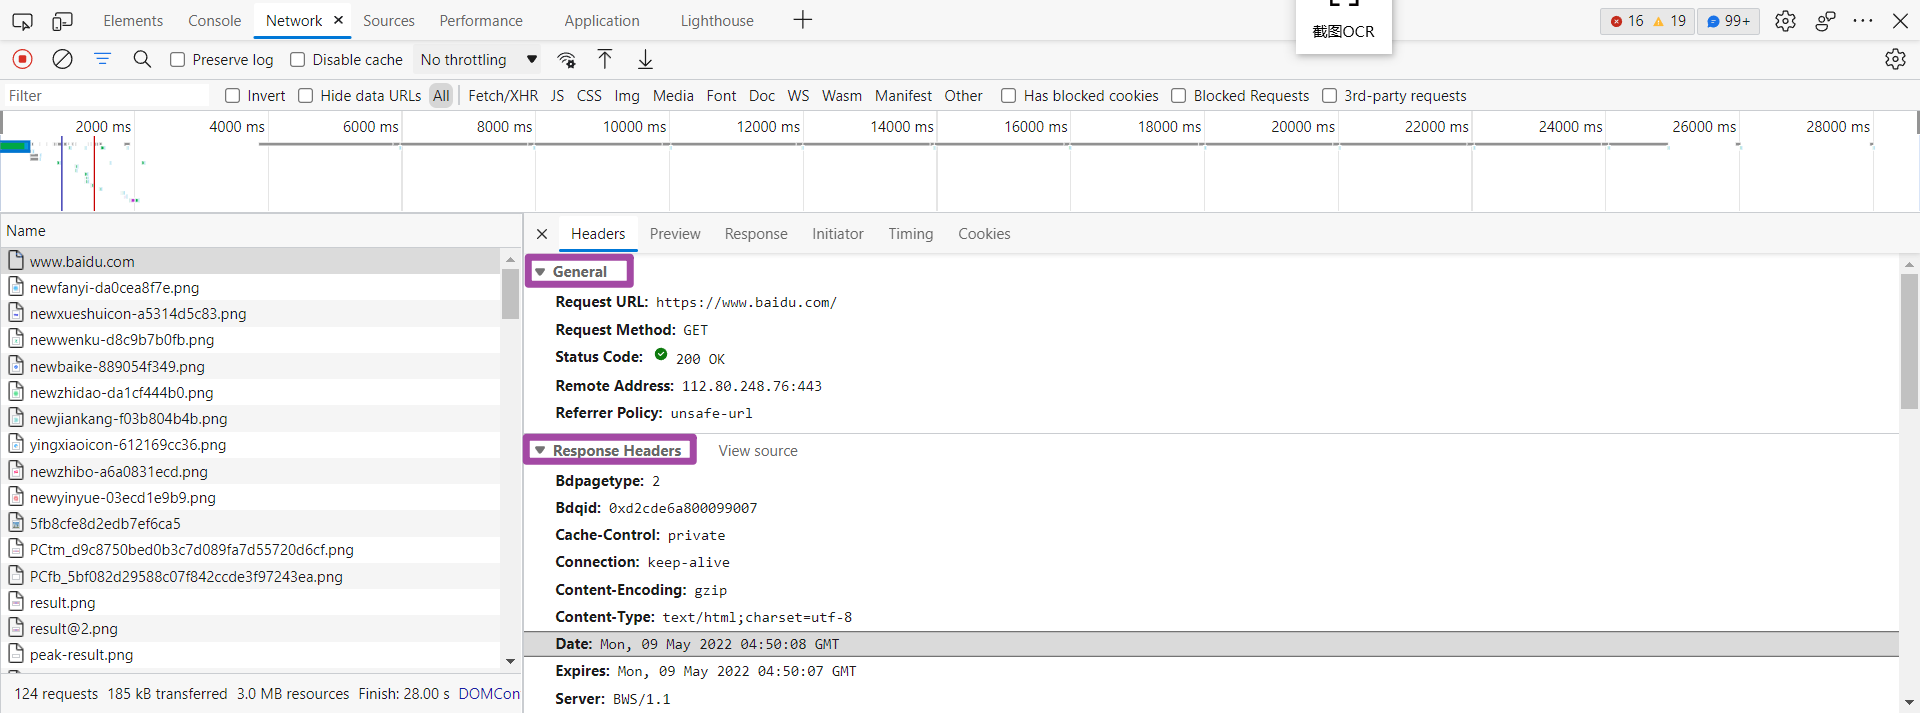 Elements Console Network × Sources Performance Application Lighthouse + 截图OCR 16 19 99+
Preserve log Disable cache No throttling
Filter Invert Hide data URLs All Fetch/XHR JS CSS Img Media Font Doc WS Wasm Manifest Other Has blocked cookies Blocked Requests 3rd-party requests
2000 ms 4000 ms 6000 ms 8000 ms 10000 ms 12000 ms 14000 ms 16000 ms 18000 ms 20000 ms 22000 ms 24000 ms 26000 ms 28000 ms
Name
www.baidu.com
newfanyi-da0cea8f7e.png
newxueshuicon-a5314d5c83.png
newwenku-d8c9b7b0fb.png
newbaike-889054f349.png
newzhidao-da1cf444b0.png
newjiankang-f03b804b4b.png
yingxiaoicon-612169cc36.png
newzhibo-a6a0831ecd.png
newyinyue-03ecd1e9b9.png
5fb8cfe8d2edb7ef6ca5
PCtm_d9c8750bed0b3c7d089fa7d55720d6cf.png
PCfb_5bf082d29588c07f842ccde3f97243ea.png
result.png
result@2.png
peak-result.png
124 requests 185 kB transferred 3.0 MB resources Finish: 28.00 s DOMCon
Headers Preview Response Initiator Timing Cookies
General
Request URL: https://www.baidu.com/
Request Method: GET
Status Code: 200 OK
Remote Address: 112.80.248.76:443
Referrer Policy: unsafe-url
Response Headers View source
Bdpagetype: 2
Bdqid: 0xd2cde6a800099007
Cache-Control: private
Connection: keep-alive
Content-Encoding: gzip
Content-Type: text/html;charset=utf-8
Date: Mon, 09 May 2022 04:50:08 GMT
Expires: Mon, 09 May 2022 04:50:07 GMT
Server: BWS/1.1